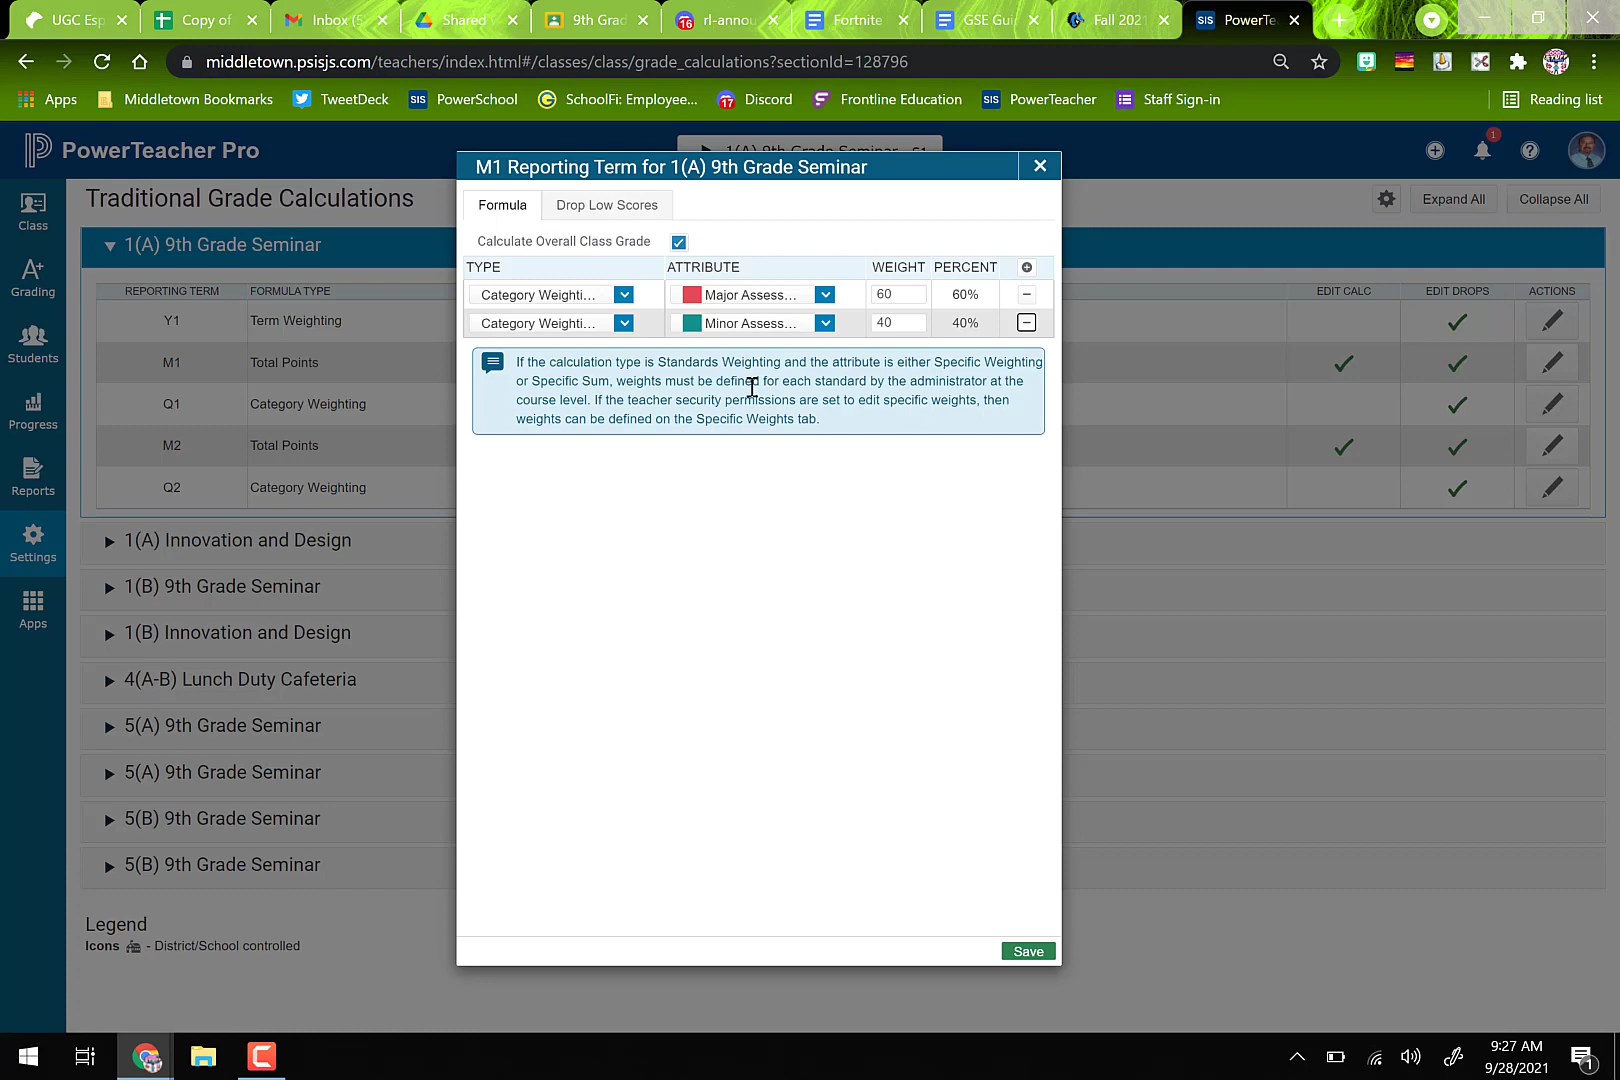 UGC Esp
Copy of
Inbox (5
Shared
9th Grad
16
rl-annou
Fortnite
GSE Gui
Fall 2021
SIS
PowerTe
middletown.psisjs.com/teachers/index.html#/classes/class/grade_calculations?sectionId=128796
Apps
Middletown Bookmarks
TweetDeck
SIS
PowerSchool
SchoolFi: Employee...
17
Discord
Frontline Education
SIS
PowerTeacher
Staff Sign-in
Reading list
PowerTeacher Pro
1
Class
A+
Grading
Students
Progress
Reports
Settings
Apps
Traditional Grade Calculations
Expand All
Collapse All
1(A) 9th Grade Seminar
REPORTING TERM FORMULA TYPE EDIT CALC EDIT DROPS ACTIONS
Y1 Term Weighting
M1 Total Points
Q1 Category Weighting
M2 Total Points
Q2 Category Weighting
1(A) Innovation and Design
1(B) 9th Grade Seminar
1(B) Innovation and Design
4(A-B) Lunch Duty Cafeteria
5(A) 9th Grade Seminar
5(A) 9th Grade Seminar
5(B) 9th Grade Seminar
5(B) 9th Grade Seminar
Legend
Icons - District/School controlled
M1 Reporting Term for 1(A) 9th Grade Seminar
Formula
Drop Low Scores
Calculate Overall Class Grade
TYPE ATTRIBUTE WEIGHT PERCENT
Category Weighti... Major Assess... 60 60%
Category Weighti... Minor Assess... 40 40%
If the calculation type is Standards Weighting and the attribute is either Specific Weighting
or Specific Sum, weights must be defined for each standard by the administrator at the
course level. If the teacher security permissions are set to edit specific weights, then
weights can be defined on the Specific Weights tab.
Save
9:27 AM
9/28/2021
1